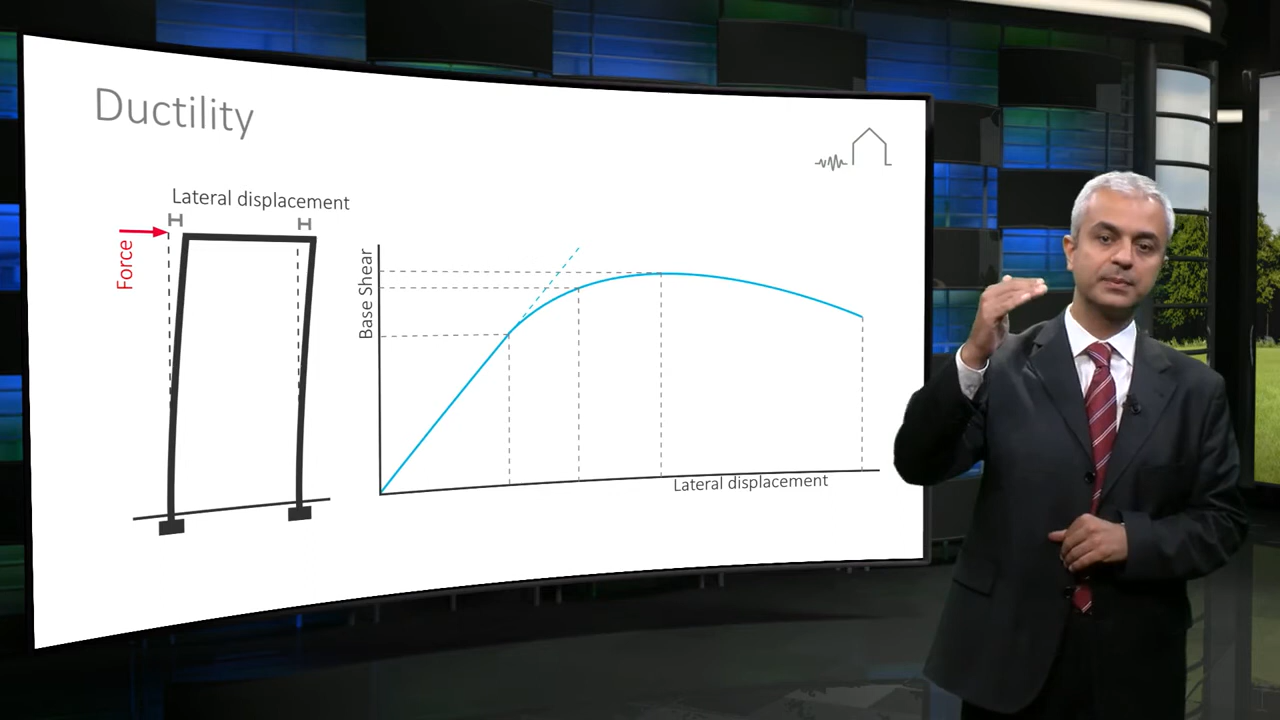 Ductility
Lateral displacement
Force
Base Shear
Lateral displacement